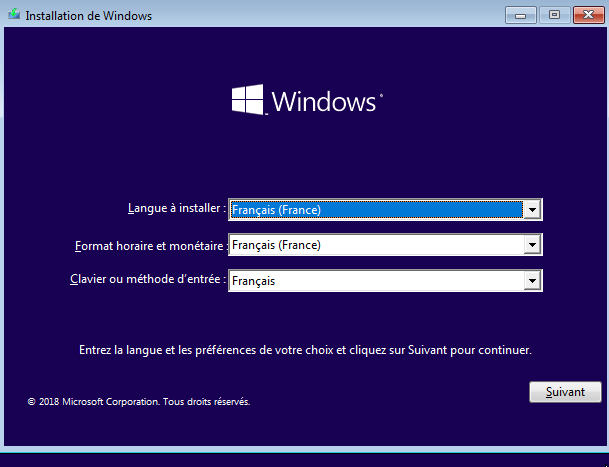 Installation de Windows
Windows®
Langue à installer : Français (France)
Format horaire et monétaire : Français (France)
Clavier ou méthode d'entrée : Français
Entrez la langue et les préférences de votre choix et cliquez sur Suivant pour continuer.
Suivant
© 2018 Microsoft Corporation. Tous droits réservés.